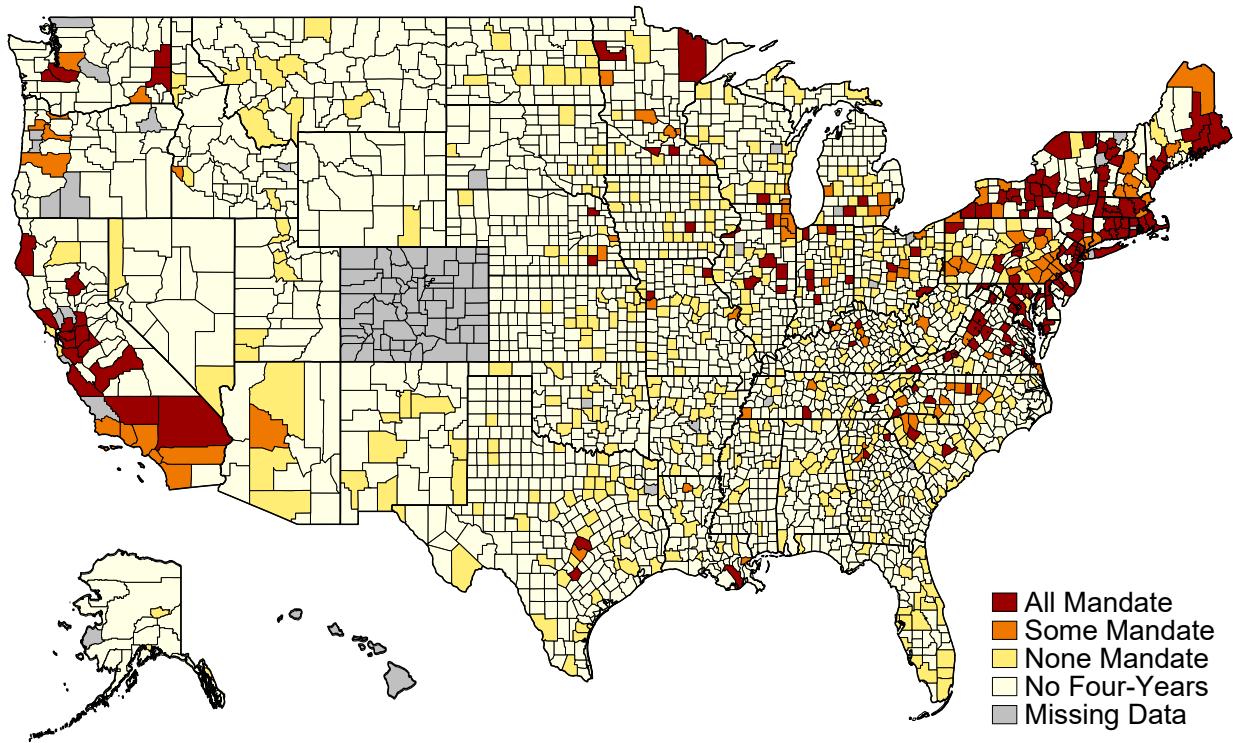 All Mandate
Some Mandate
None Mandate
No Four-Years
Missing Data